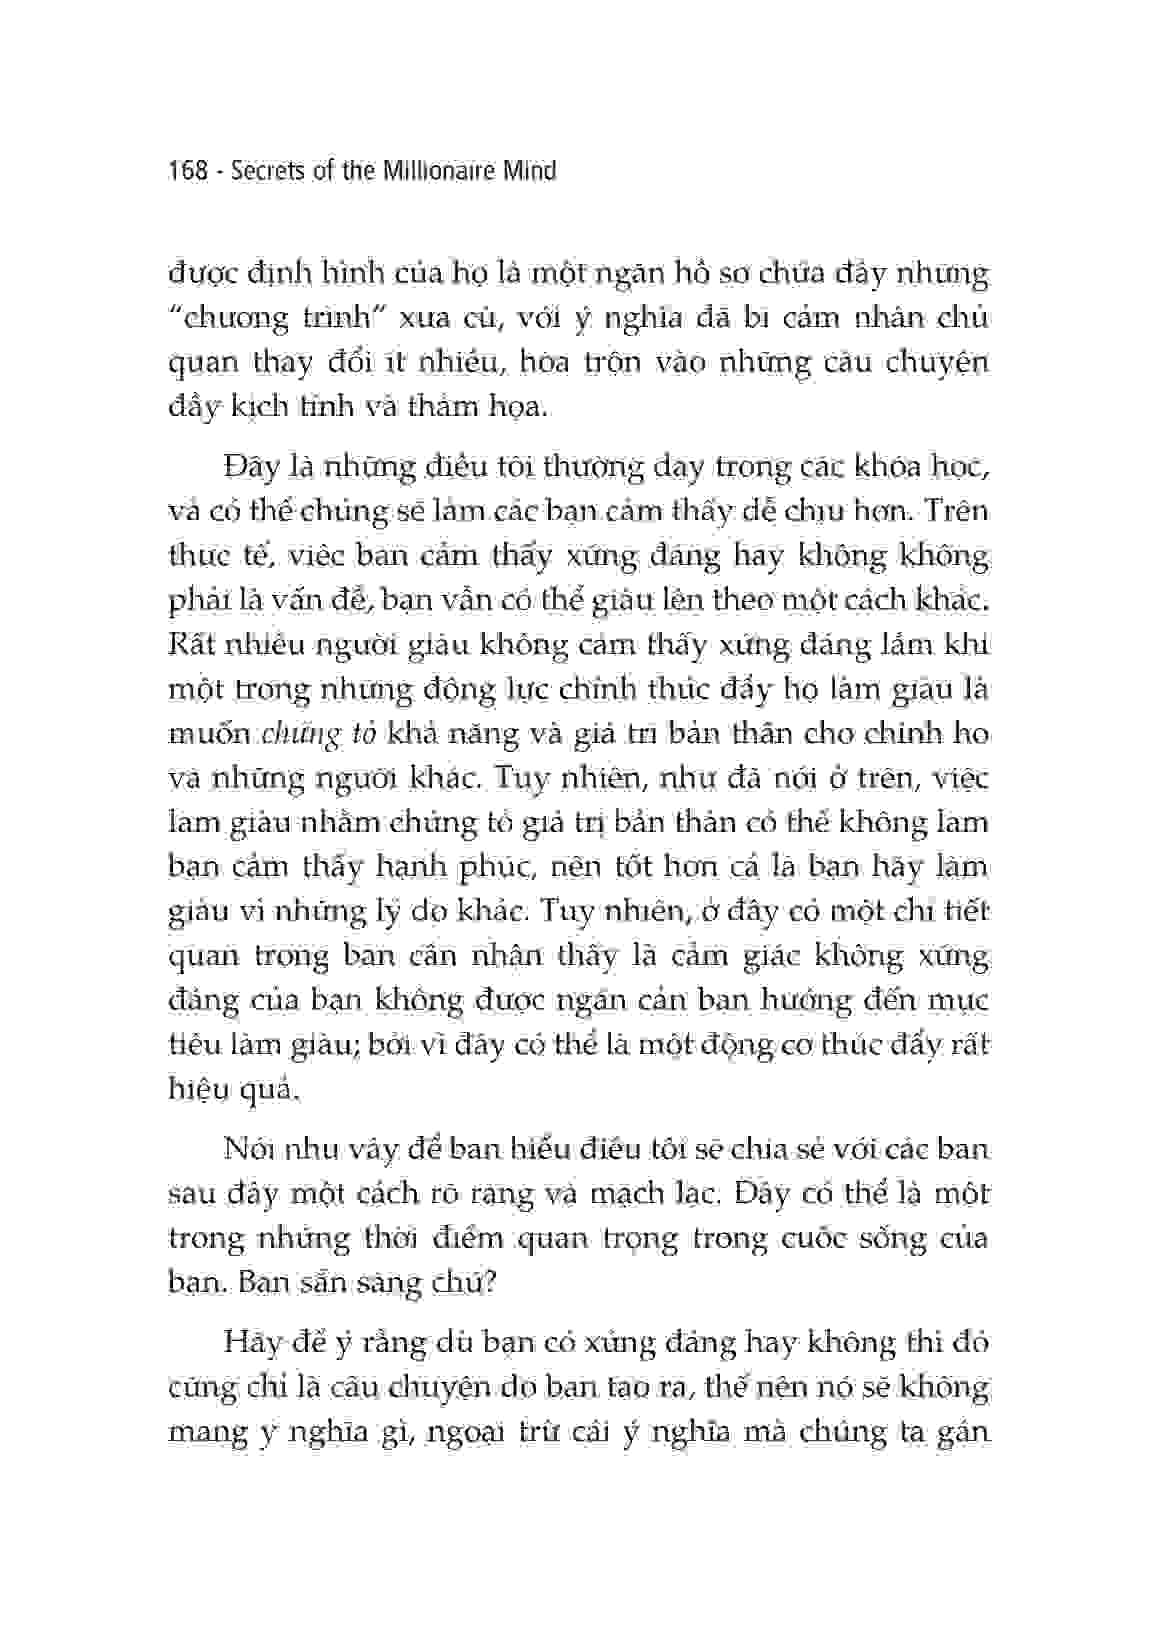 168 - Secrets of the Millionaire Mind
được định hình của họ là một ngăn hồ sơ chứa đầy những
“chương trình” xưa cũ, với ý nghĩa đã bị cảm nhận chủ
quan thay đổi ít nhiều, hòa trộn vào những câu chuyện
đầy kịch tính và thảm họa.
Đây là những điều tôi thường dạy trong các khóa học,
và có thể chúng sẽ làm các bạn cảm thấy dễ chịu hơn. Trên
thực tế, việc bạn cảm thấy xứng đáng hay không không
phải là vấn đề, bạn vẫn có thể giàu lên theo một cách khác.
Rất nhiều người giàu không cảm thấy xứng đáng lắm khi
một trong những động lực chính thúc đẩy họ làm giàu là
muốn chứng tỏ khả năng và giá trị bản thân cho chính họ
và những người khác. Tuy nhiên, như đã nói ở trên, việc
làm giàu nhằm chứng tỏ giá trị bản thân có thể không làm
bạn cảm thấy hạnh phúc, nên tốt hơn cả là bạn hãy làm
giàu vì những lý do khác. Tuy nhiên, ở đây có một chi tiết
quan trọng bạn cần nhận thấy là cảm giác không xứng
đáng của bạn không được ngăn cản bạn hướng đến mục
tiêu làm giàu; bởi vì đây có thể là một động cơ thúc đẩy rất
hiệu quả.
Nói như vậy để bạn hiểu điều tôi sẽ chia sẻ với các bạn
sau đây một cách rõ ràng và mạch lạc. Đây có thể là một
trong những thời điểm quan trọng trong cuộc sống của
bạn. Bạn sẵn sàng chứ?
Hãy để ý rằng dù bạn có xứng đáng hay không thì đó
cũng chỉ là câu chuyện do bạn tạo ra, thế nên nó sẽ không
mang ý nghĩa gì, ngoại trừ cái ý nghĩa mà chúng ta gán